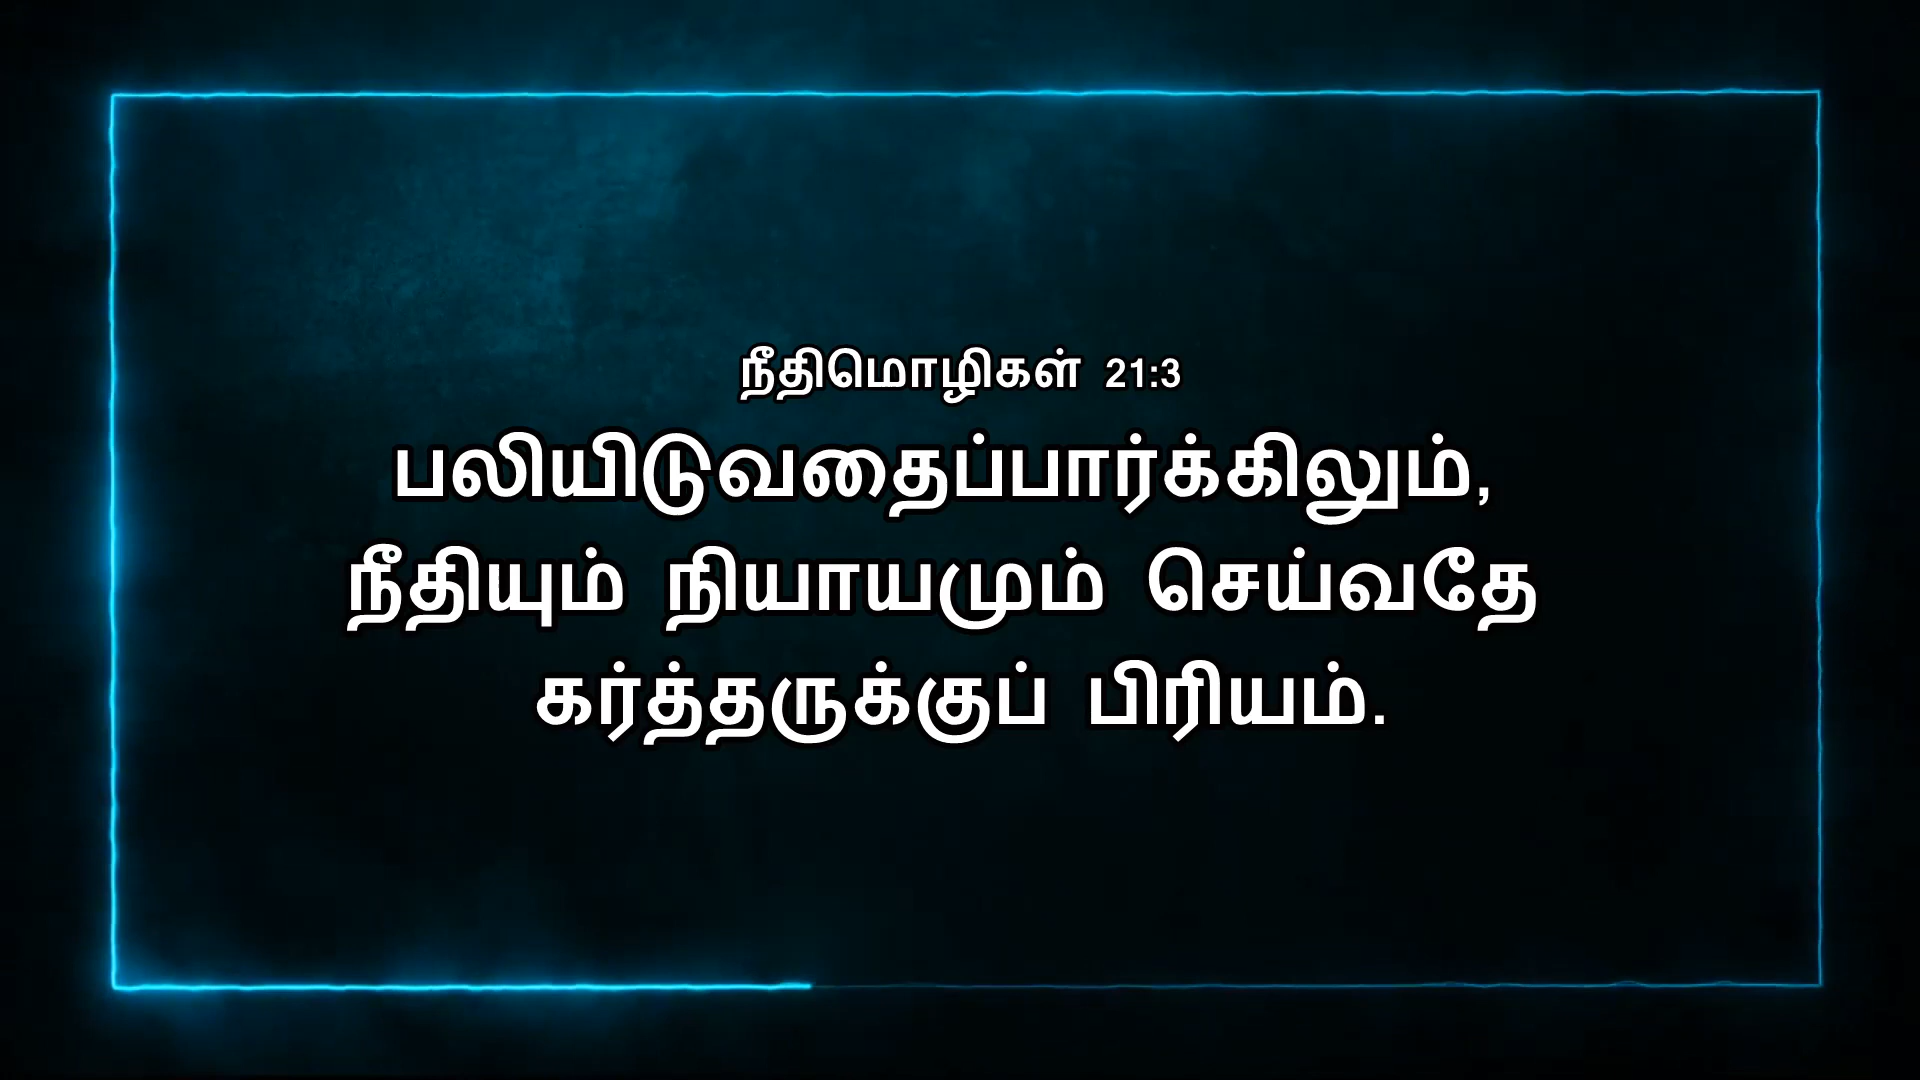 நீதிமொழிகள் 21:3
பலியிடுவதைப்பார்க்கிலும்,
நீதியும் நியாயமும் செய்வதே
கர்த்தருக்குப் பிரியம்.